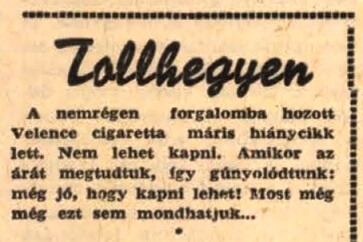 Tollhegyen
A nemrégen forgalomba hozott
Velence cigaretta máris hiánycikk
lett. Nem lehet kapni. Amikor az
árát megtudtuk, így gúnyolódtunk:
még jó, hogy kapni lehet! Most még
még ezt sem mondhatjuk...